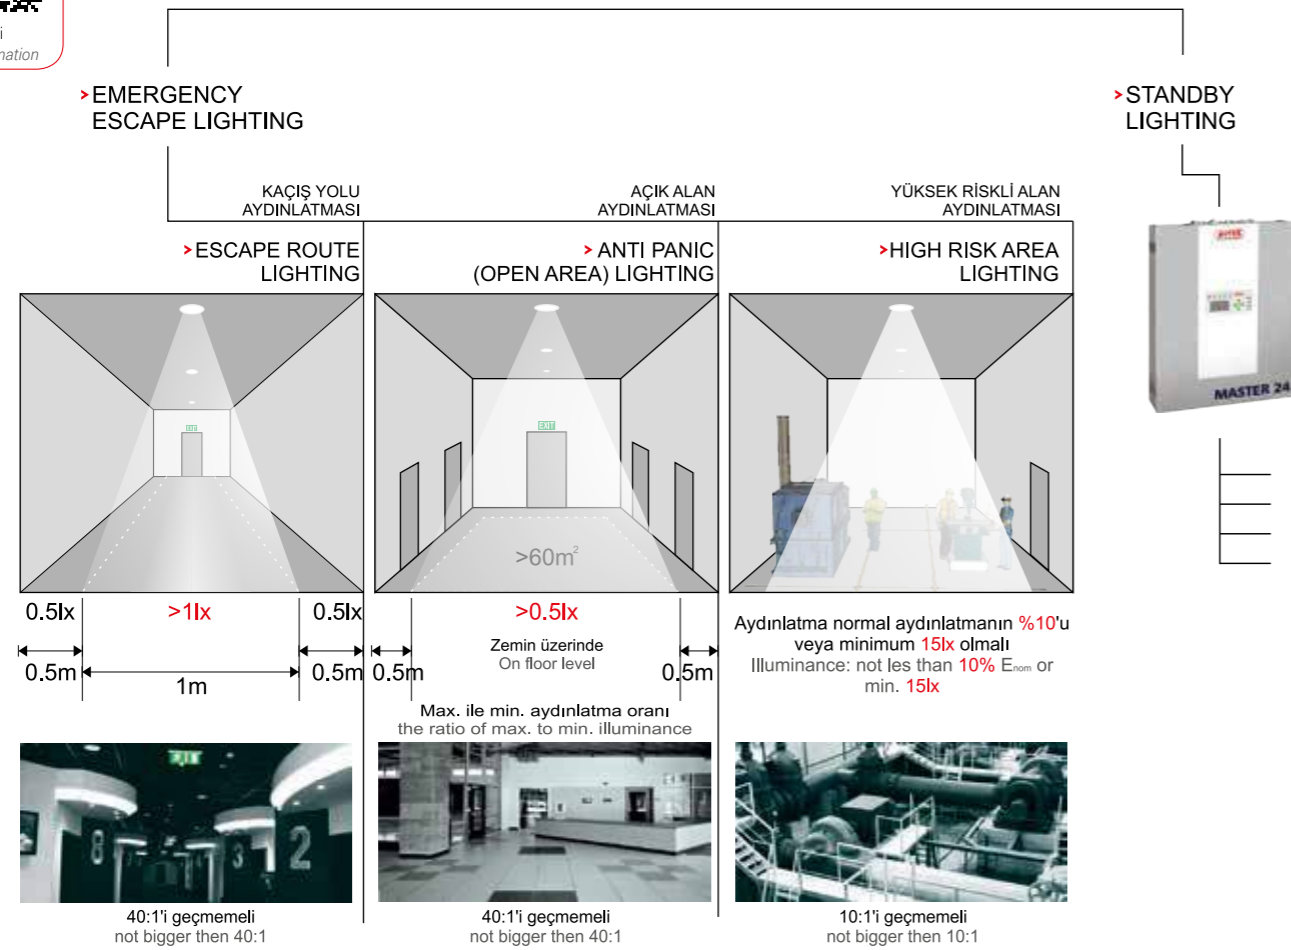 i
mation
>EMERGENCY
ESCAPE LIGHTING
>STANDBY
LIGHTING
KAÇIŞ YOLU
AYDINLATMASI
>ESCAPE ROUTE
LIGHTING
AÇIK ALAN
AYDINLATMASI
>ANTI PANIC
(OPEN AREA) LIGHTING
YÜKSEK RİSKLİ ALAN
AYDINLATMASI
>HIGH RISK AREA
LIGHTING
MASTER 24
>60m²
0.5lx >1lx 0.5lx
0.5m 1m 0.5m
>0.5lx
Zemin üzerinde
On floor level
0.5m 0.5m
Max. ile min. aydınlatma oranı
the ratio of max. to min. illuminance
Aydınlatma normal aydınlatmanın %10'u
veya minimum 15lx olmalı
Illuminance: not less than 10% Enom or
min. 15lx
8 3 2
40:1'i geçmemeli
not bigger then 40:1
40:1'i geçmemeli
not bigger then 40:1
10:1'i geçmemeli
not bigger then 10:1